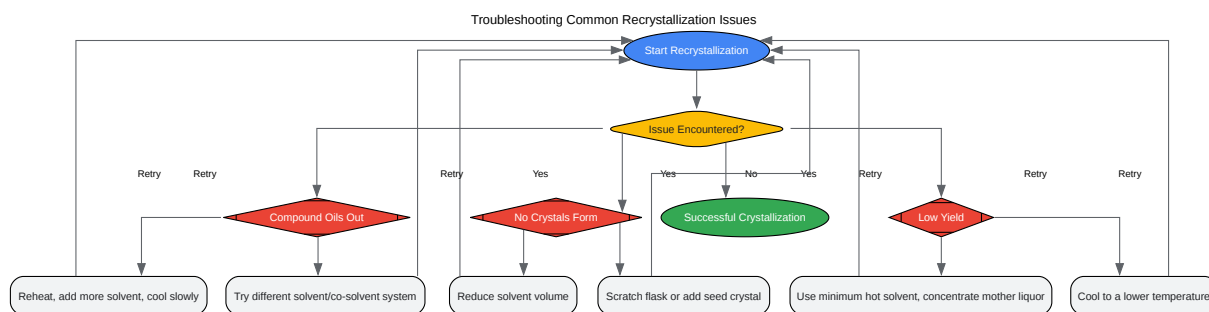 Troubleshooting Common Recrystallization Issues
Start Recrystallization
Issue Encountered?
Retry
Retry
Retry
Yes
Yes
No
Yes
Retry
Retry
Retry
Compound Oils Out
No Crystals Form
Successful Crystallization
Low Yield
Reheat, add more solvent, cool slowly
Try different solvent/co-solvent system
Reduce solvent volume
Scratch flask or add seed crystal
Use minimum hot solvent, concentrate mother liquor
Cool to a lower temperature